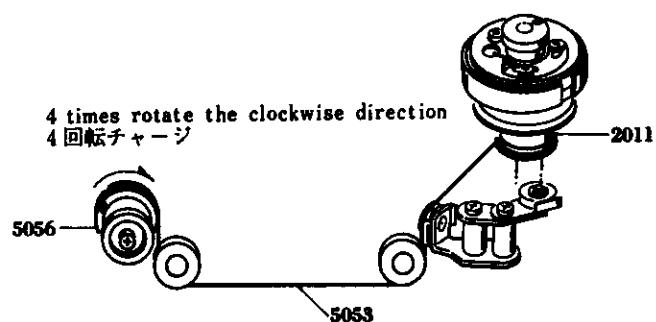 4 times rotate the clockwise direction
4回転チャージ
2011
5056
5053